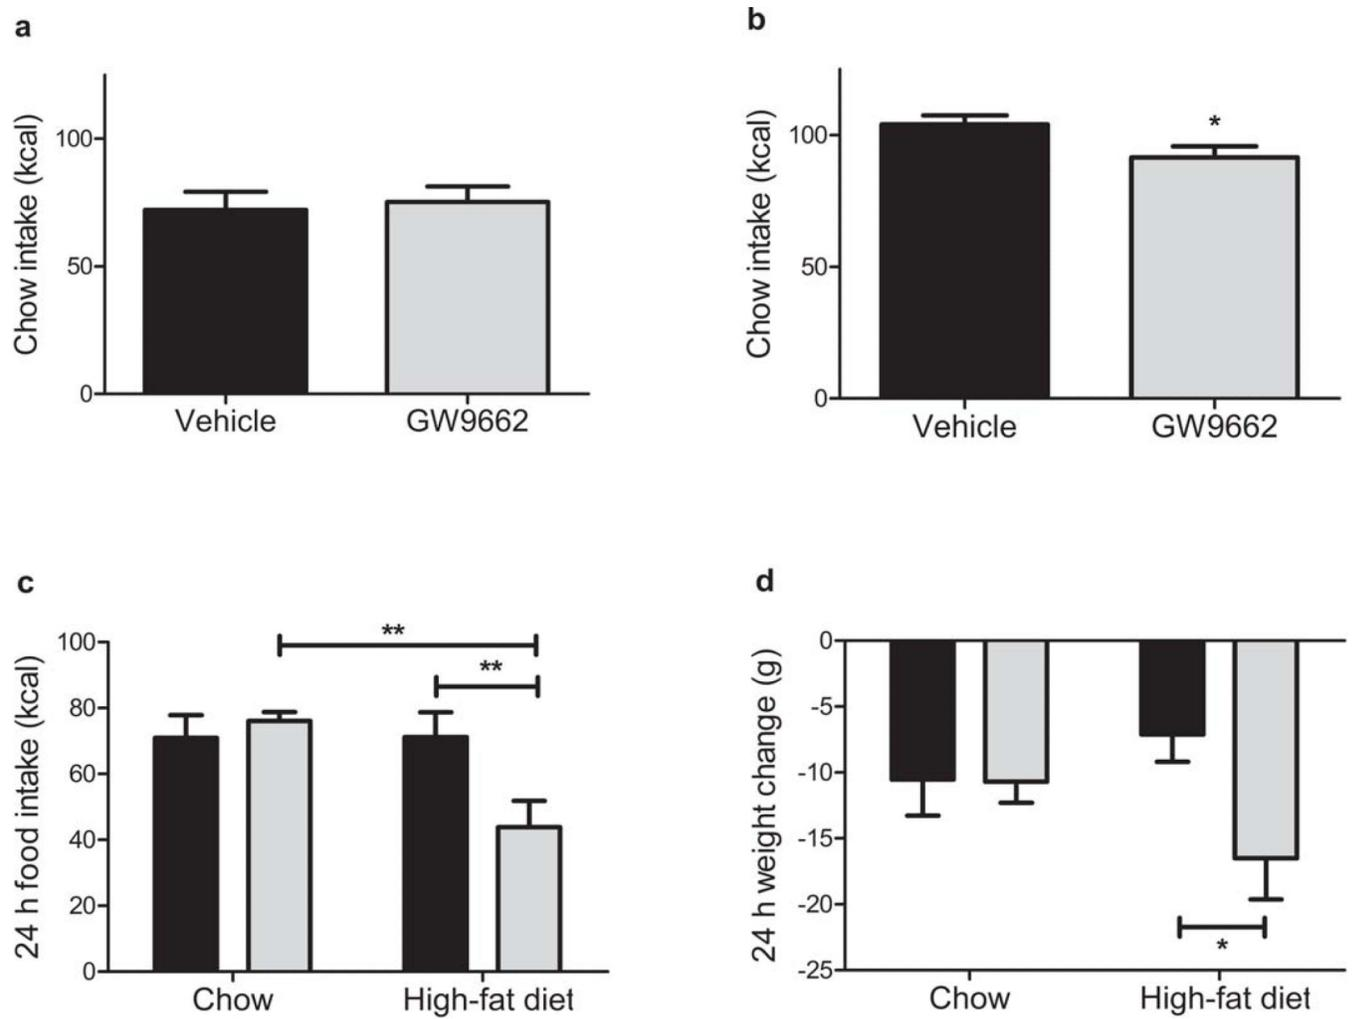 a
Chow intake (kcal)
100
50
0
Vehicle
GW9662
b
Chow intake (kcal)
100
50
0
*
Vehicle
GW9662
c
24 h food intake (kcal)
100
80
60
40
20
0
**
**
Chow
High-fat diet
d
24 h weight change (g)
0
-5
-10
-15
-20
-25
*
Chow
High-fat diet